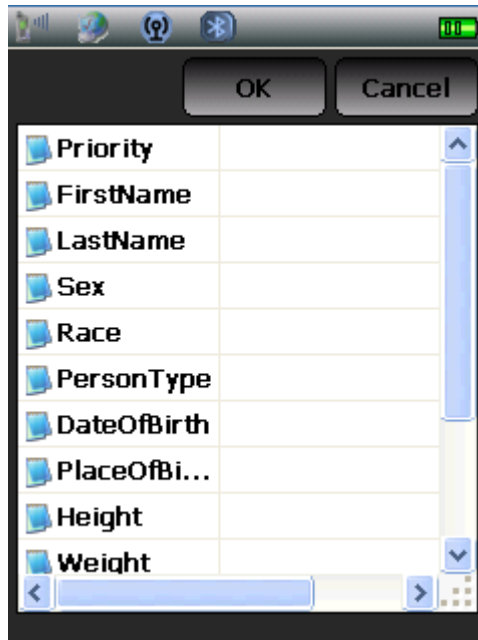 OK Cancel
Priority
FirstName
LastName
Sex
Race
PersonType
DateOfBirth
PlaceOfBi...
Height
Weight